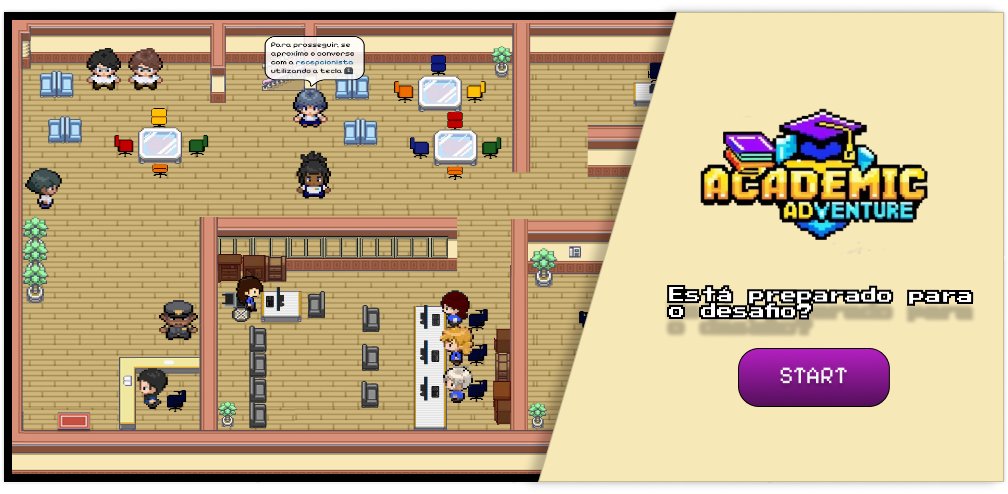 Para prosseguir, se
aproxime e converse
com a recepcionista
utilizando a tecla
ACADEMIC
ADVENTURE
Está preparado para
o desafio?
START